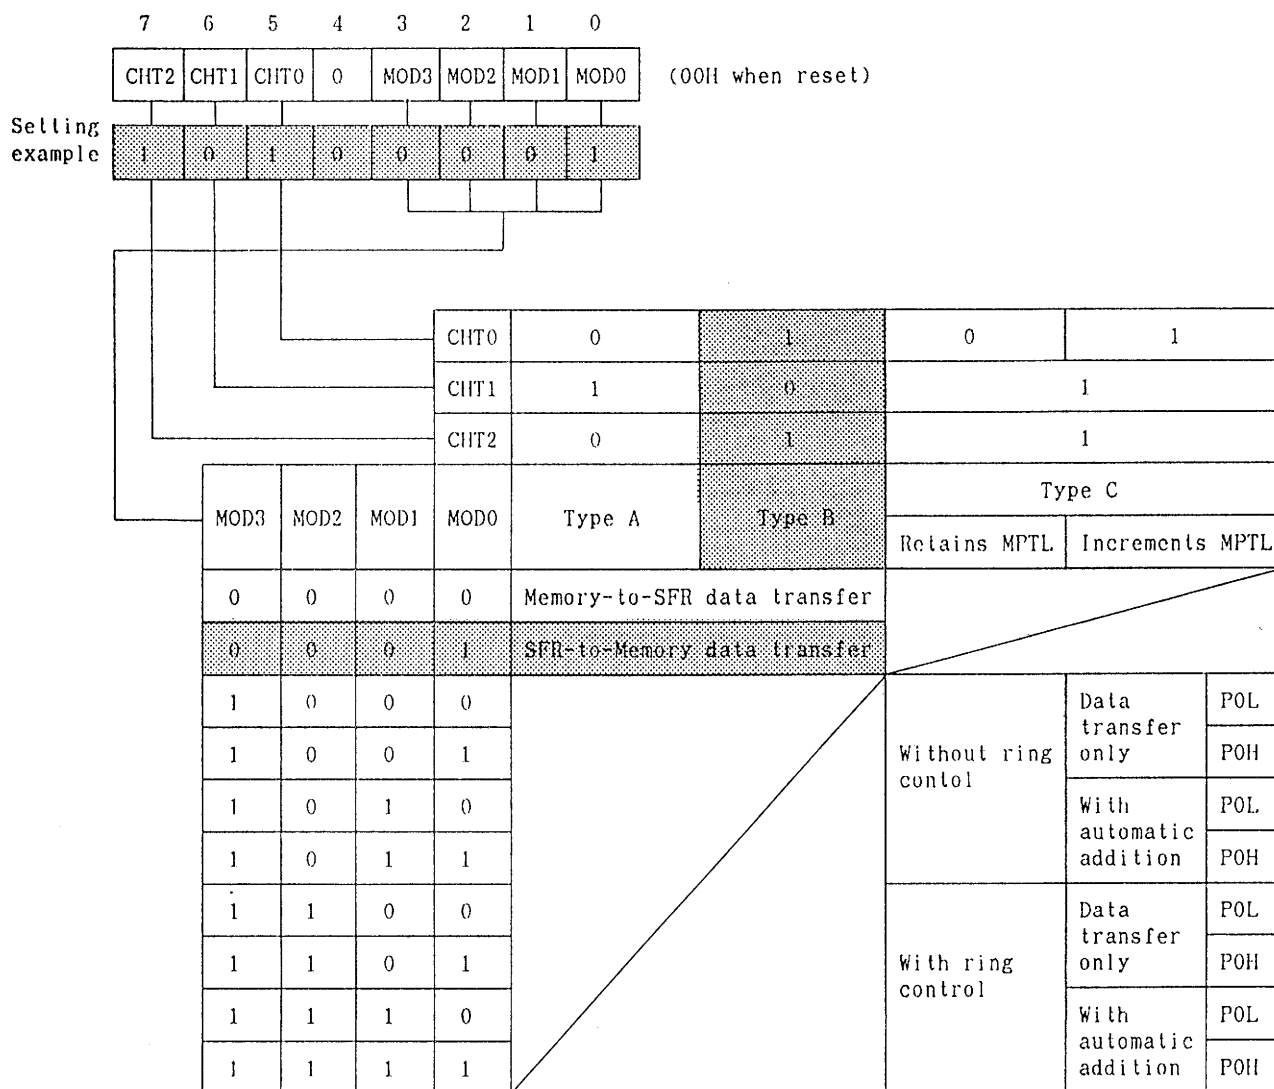 7 6 5 4 3 2 1 0
CHT2 CHT1 CHT0 0 MOD3 MOD2 MOD1 MOD0 (00H when reset)
Setting
example 1 0 1 0 0 0 0 1
CHT0 0 1 0 1
CHT1 1 0 1
CHT2 0 1 1
MOD3 MOD2 MOD1 MOD0 Type A Type B Type C
Retains MPTL Increments MPTL
0 0 0 0 Memory-to-SFR data transfer
0 0 0 1 SFR-to-Memory data transfer
1 0 0 0
1 0 0 1
1 0 1 0
1 0 1 1
1 1 0 0
1 1 0 1
1 1 1 0
1 1 1 1
Without ring
contol
Data
transfer
only
P0L
P0H
With
automatic
addition
P0L
P0H
With ring
control
Data
transfer
only
P0L
P0H
With
automatic
addition
P0L
P0H